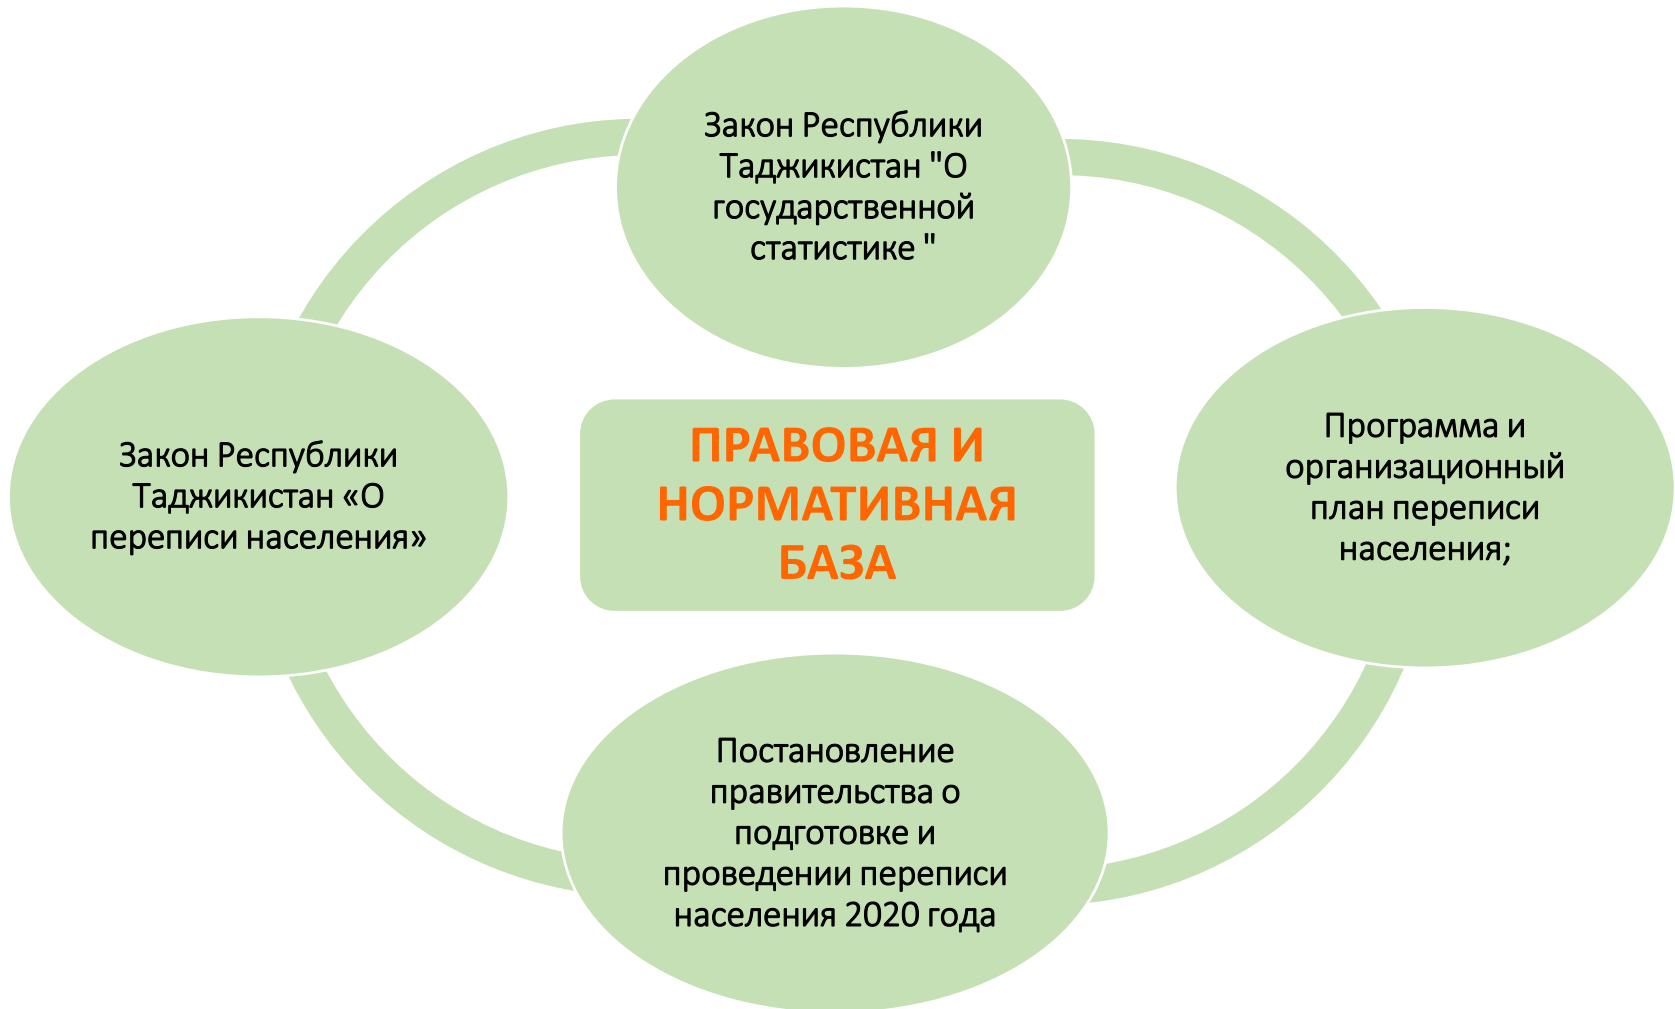 Закон Республики
Таджикистан "О
государственной
статистике "
Программа и
организационный
план переписи
населения;
Закон Республики
Таджикистан «О
переписи населения»
ПРАВОВАЯ И
НОРМАТИВНАЯ
БАЗА
Постановление
правительства о
подготовке и
проведении переписи
населения 2020 года